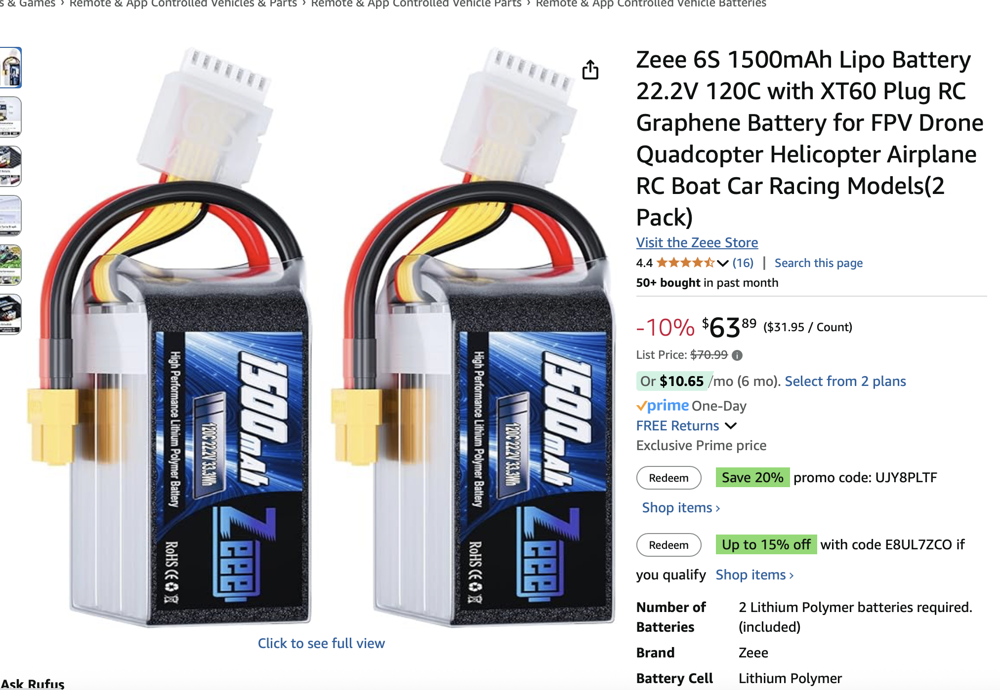 s & Games › Remote & App Controlled Vehicles & Parts › Remote & App Controlled Vehicle Parts › Remote & App Controlled Vehicle Batteries
6S
6S
High Performance Lithium Polymer Battery
1500mAh
120C 22.2V 33.3Wh
Zeee
RoHS CE
High Performance Lithium Polymer Battery
1500mAh
120C 22.2V 33.3Wh
Zeee
RoHS CE
Click to see full view
Ask Rufus
Zeee 6S 1500mAh Lipo Battery
22.2V 120C with XT60 Plug RC
Graphene Battery for FPV Drone
Quadcopter Helicopter Airplane
RC Boat Car Racing Models(2
Pack)
Visit the Zeee Store
4.4 (16) | Search this page
50+ bought in past month
-10% $63 89 ($31.95 / Count)
List Price: $70.99
Or $10.65 /mo (6 mo). Select from 2 plans
prime One-Day
FREE Returns
Exclusive Prime price
Redeem Save 20% promo code: UJY8PLTF
Shop items ›
Redeem Up to 15% off with code E8UL7ZCO if
you qualify Shop items ›
Number of 2 Lithium Polymer batteries required.
Batteries (included)
Brand Zeee
Battery Cell Lithium Polymer